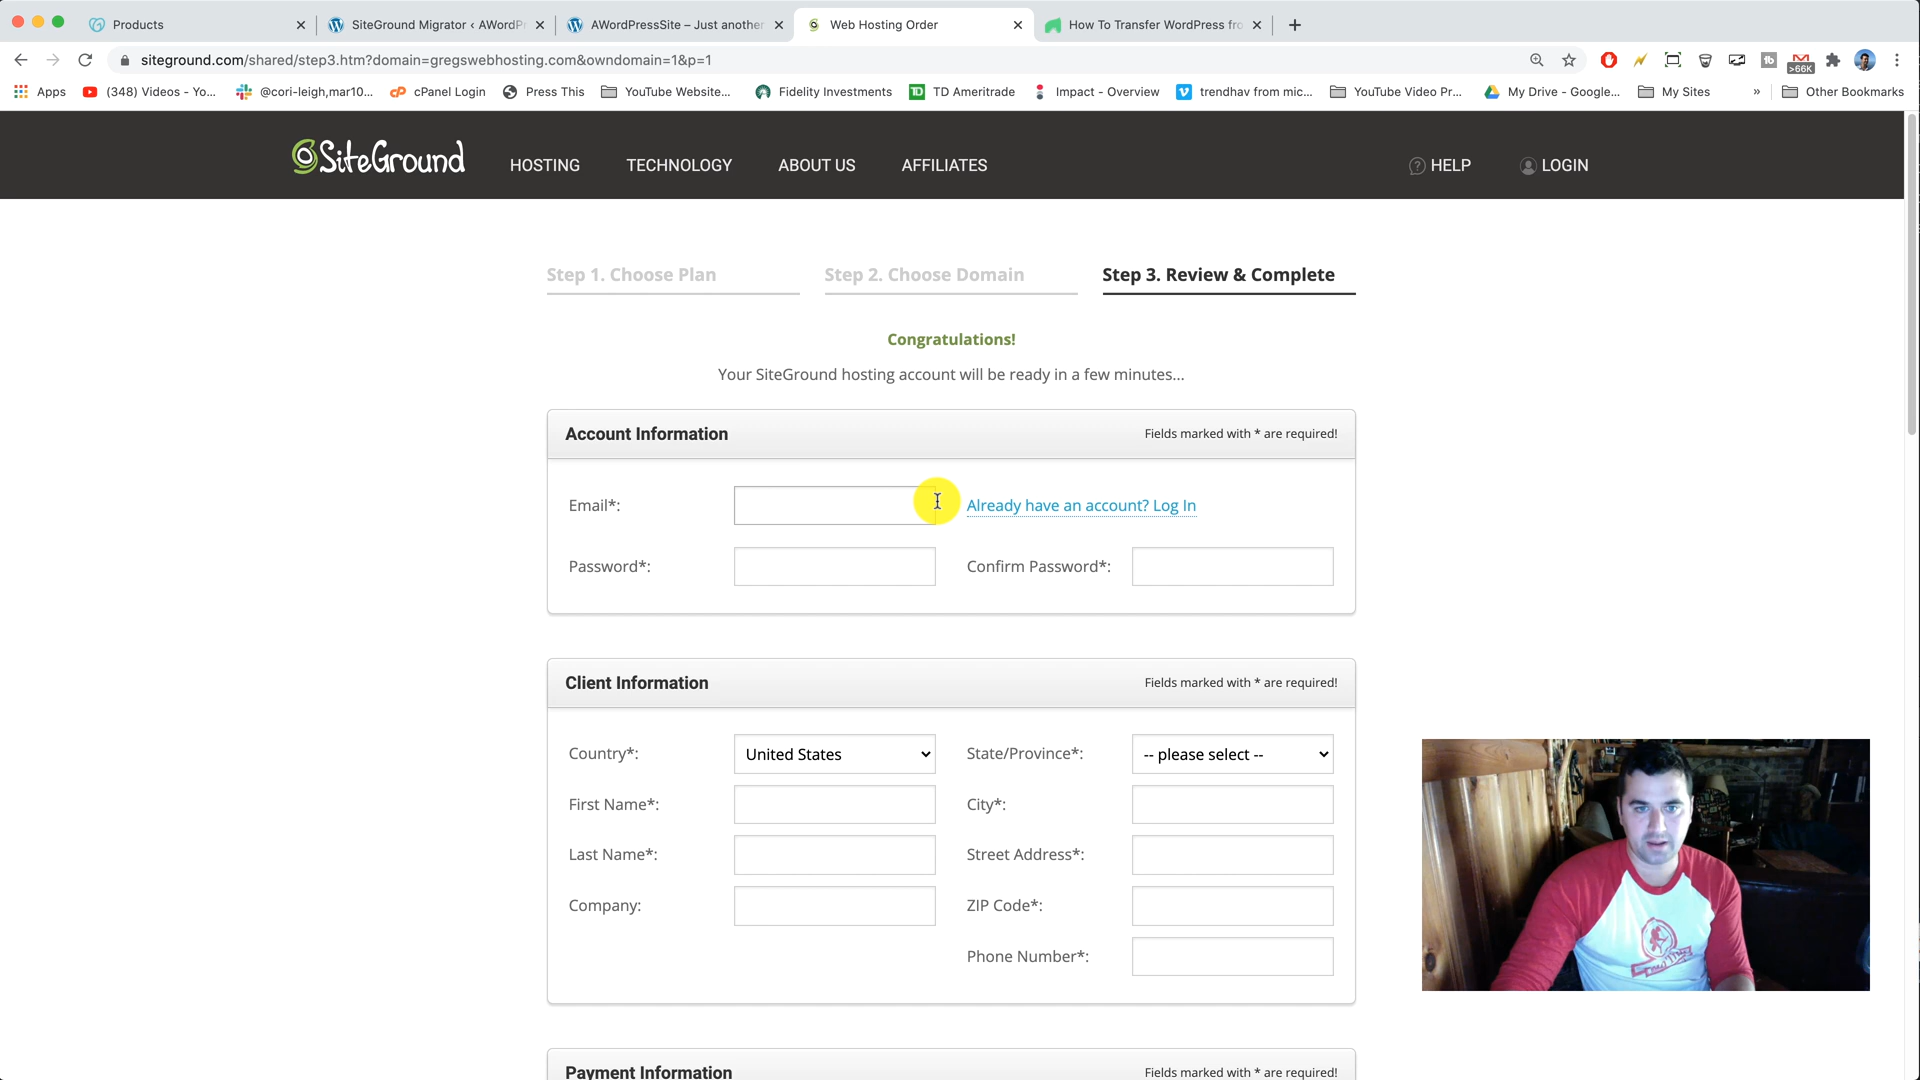 Products
SiteGround Migrator ‹ AWordPr
AWordPressSite – Just another
Web Hosting Order
How To Transfer WordPress fro
siteground.com/shared/step3.htm?domain=gregswebhosting.com&owndomain=1&p=1
>66K
Apps
(348) Videos - Yo...
@cori-leigh,mar10...
cPanel Login
Press This
YouTube Website...
Fidelity Investments
TD Ameritrade
Impact - Overview
trendhav from mic...
YouTube Video Pr...
My Drive - Google...
My Sites
»
Other Bookmarks
SiteGround
HOSTING
TECHNOLOGY
ABOUT US
AFFILIATES
HELP
LOGIN
Step 1. Choose Plan
Step 2. Choose Domain
Step 3. Review & Complete
Congratulations!
Your SiteGround hosting account will be ready in a few minutes...
Account Information
Fields marked with * are required!
Email*:
Already have an account? Log In
Password*:
Confirm Password*:
Client Information
Fields marked with * are required!
Country*:
United States
State/Province*:
-- please select --
First Name*:
City*:
Last Name*:
Street Address*:
Company:
ZIP Code*:
Phone Number*:
Payment Information
Fields marked with * are required!